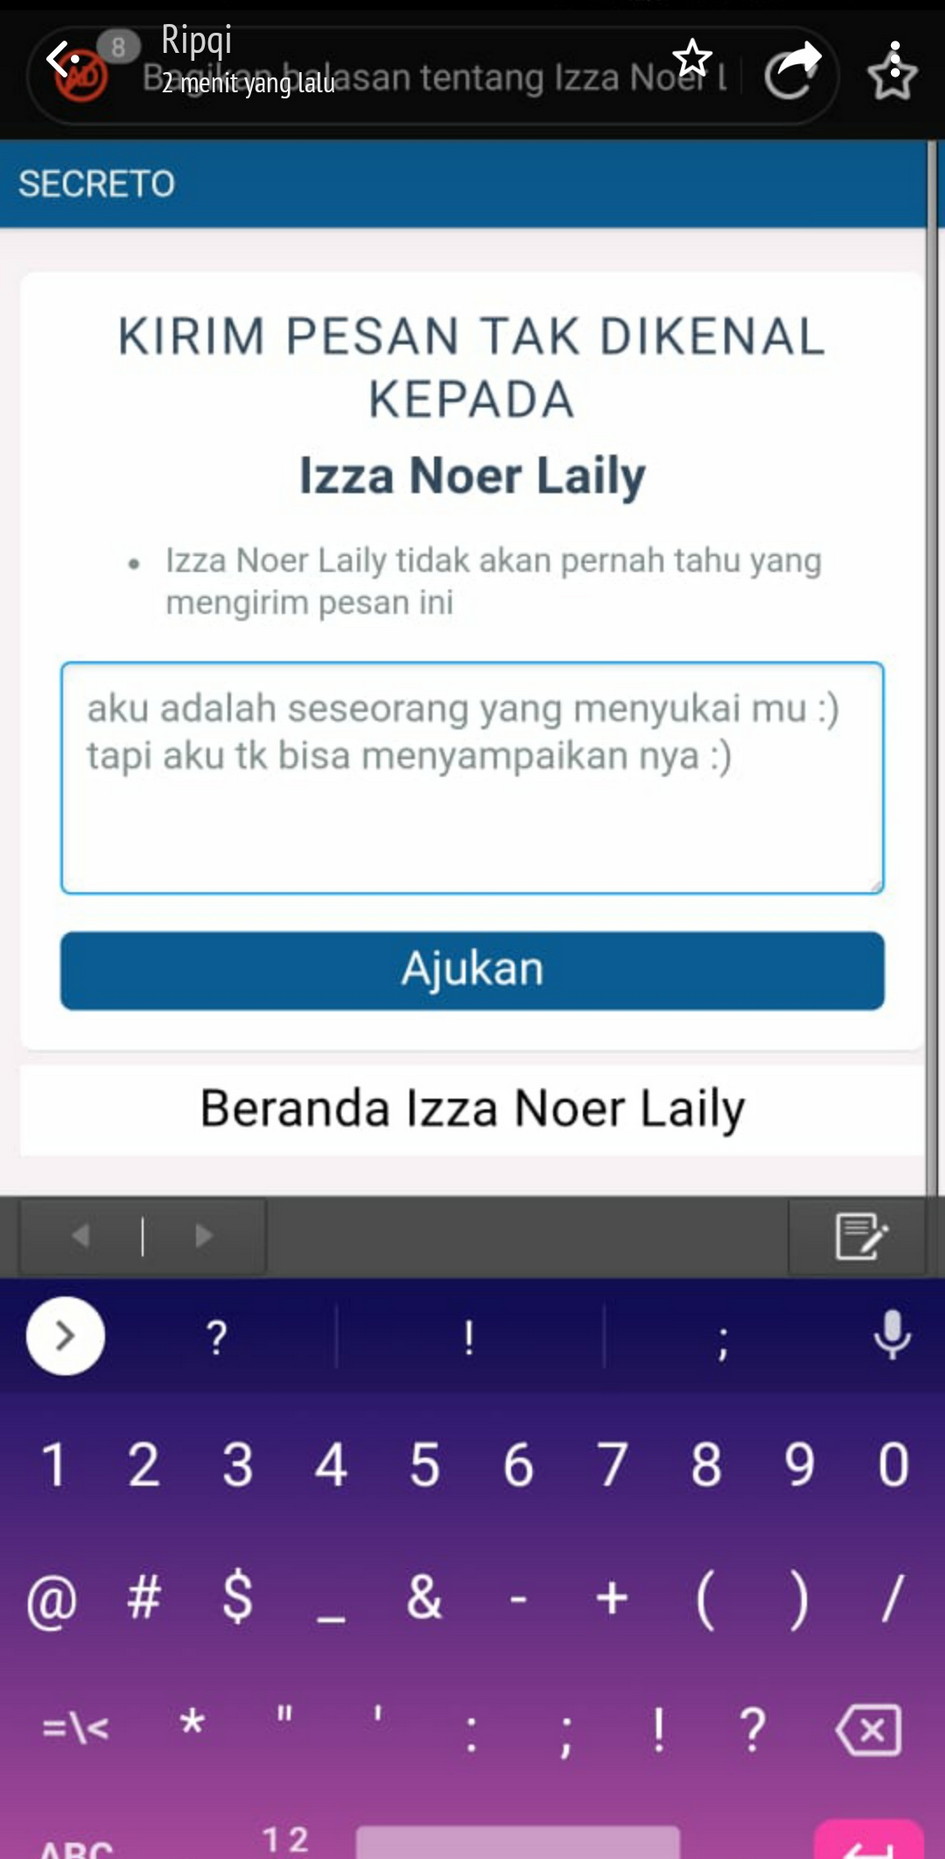 8
Ripqi
Bagikan balasan tentang Izza Noer L
2 menit yang lalu
SECRETO
KIRIM PESAN TAK DIKENAL
KEPADA
Izza Noer Laily
• Izza Noer Laily tidak akan pernah tahu yang
mengirim pesan ini
aku adalah seseorang yang menyukai mu :)
tapi aku tk bisa menyampaikan nya :)
Ajukan
Beranda Izza Noer Laily
? ! ;
1 2 3 4 5 6 7 8 9 0
@ # $ _ & - + ( ) /
=\< * " ' : ; ! ?
ABC 1 2